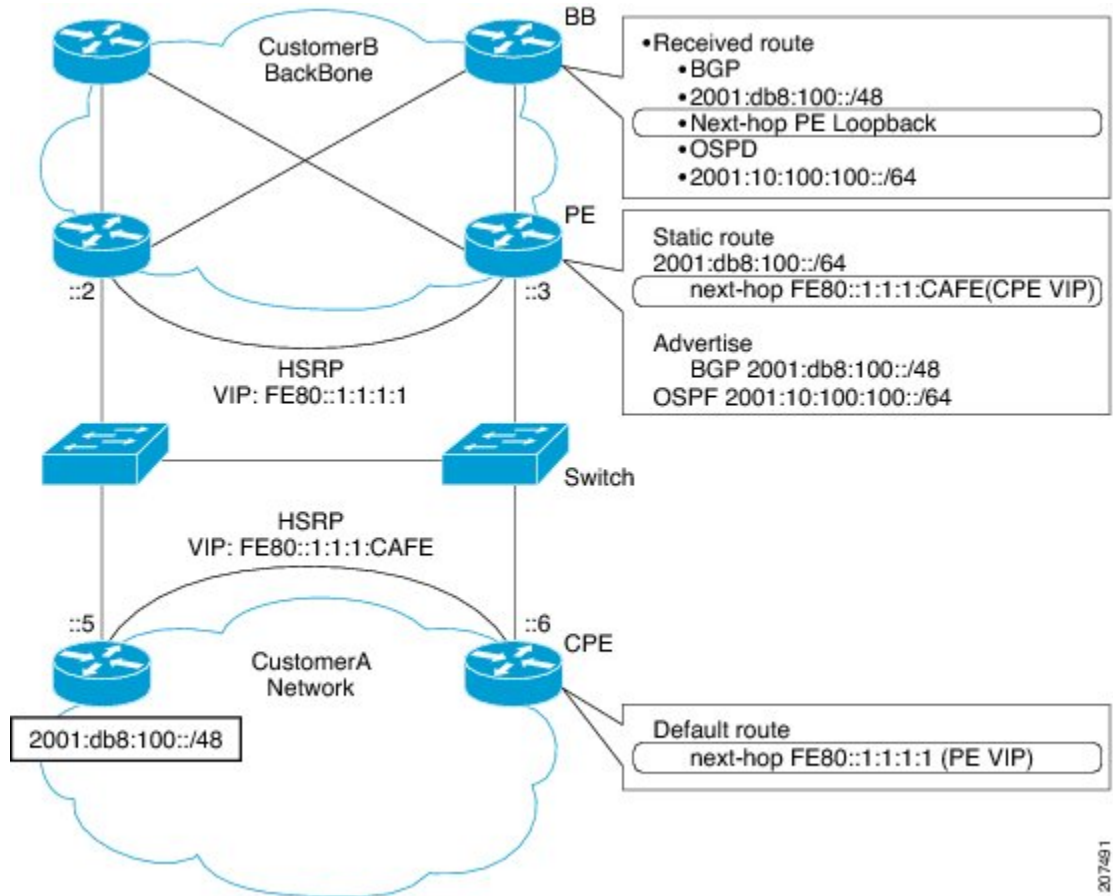 BB
CustomerB
BackBone
•Received route
•BGP
•2001:db8:100::/48
•Next-hop PE Loopback
•OSPD
•2001:10:100:100::/64
PE
Static route
2001:db8:100::/64
next-hop FE80::1:1:1:CAFE(CPE VIP)
Advertise
BGP 2001:db8:100::/48
OSPF 2001:10:100:100::/64
::2
::3
HSRP
VIP: FE80::1:1:1:1
Switch
HSRP
VIP: FE80::1:1:1:CAFE
::5
::6
CPE
CustomerA
Network
2001:db8:100::/48
Default route
next-hop FE80::1:1:1:1 (PE VIP)
207491